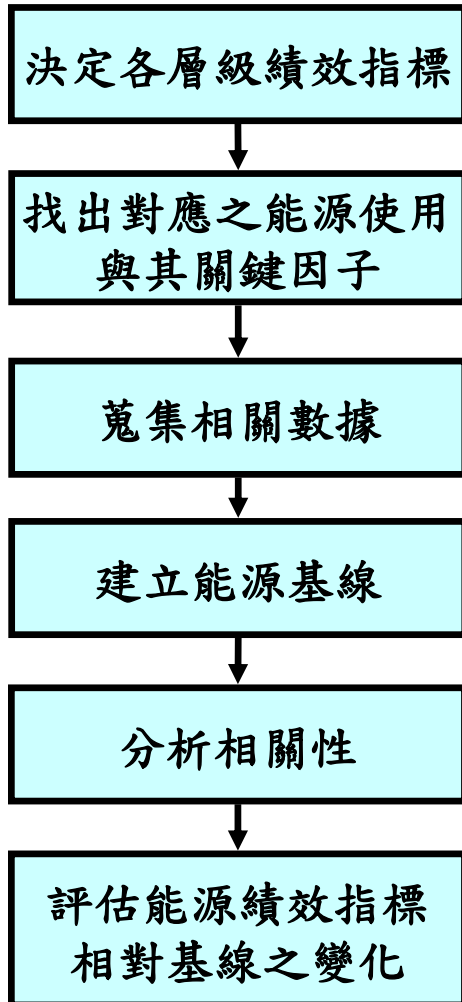 決定各層級績效指標
找出對應之能源使用
與其關鍵因子
蒐集相關數據
建立能源基線
分析相關性
評估能源績效指標
相對基線之變化